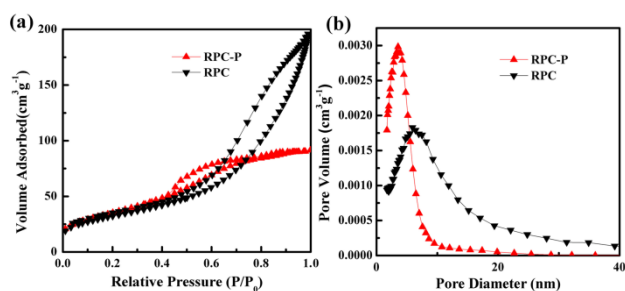 (a)
Volume Adsorbed(cm³g⁻¹)
200
150
100
50
0
RPC-P
RPC
0.0 0.2 0.4 0.6 0.8 1.0
Relative Pressure (P/P₀)
(b)
Pore Volume (cm³g⁻¹)
0.0030
0.0025
0.0020
0.0015
0.0010
0.0005
0.0000
RPC-P
RPC
0 10 20 30 40
Pore Diameter (nm)